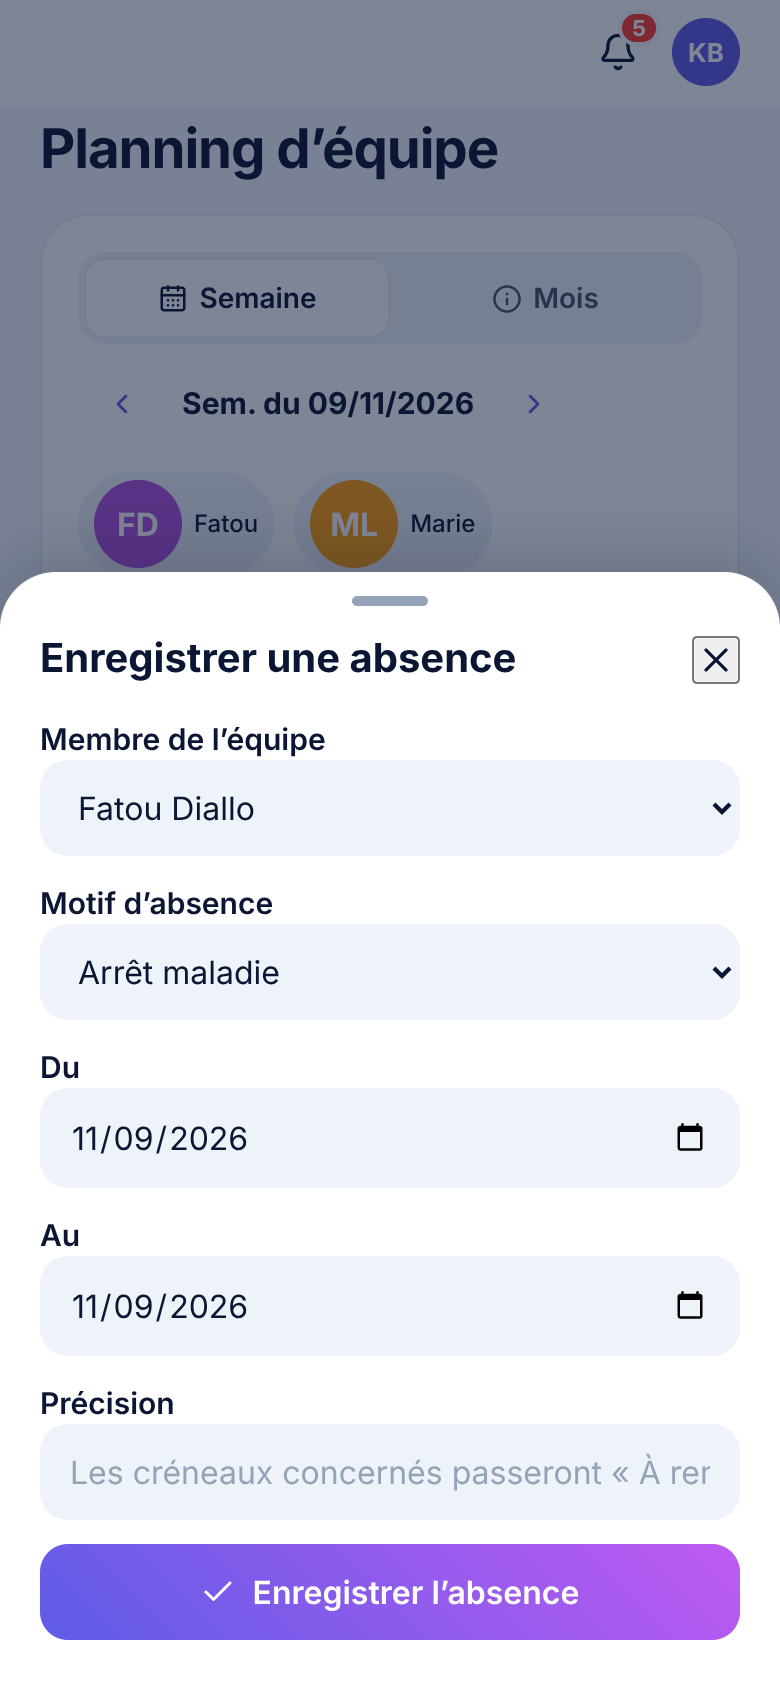 5
KB
Planning d’équipe
Semaine
Mois
Sem. du 09/11/2026
FD
Fatou
ML
Marie
Enregistrer une absence
Membre de l’équipe
Fatou Diallo
Motif d’absence
Arrêt maladie
Du
11/09/2026
Au
11/09/2026
Précision
Les créneaux concernés passeront « À rer
Enregistrer l’absence